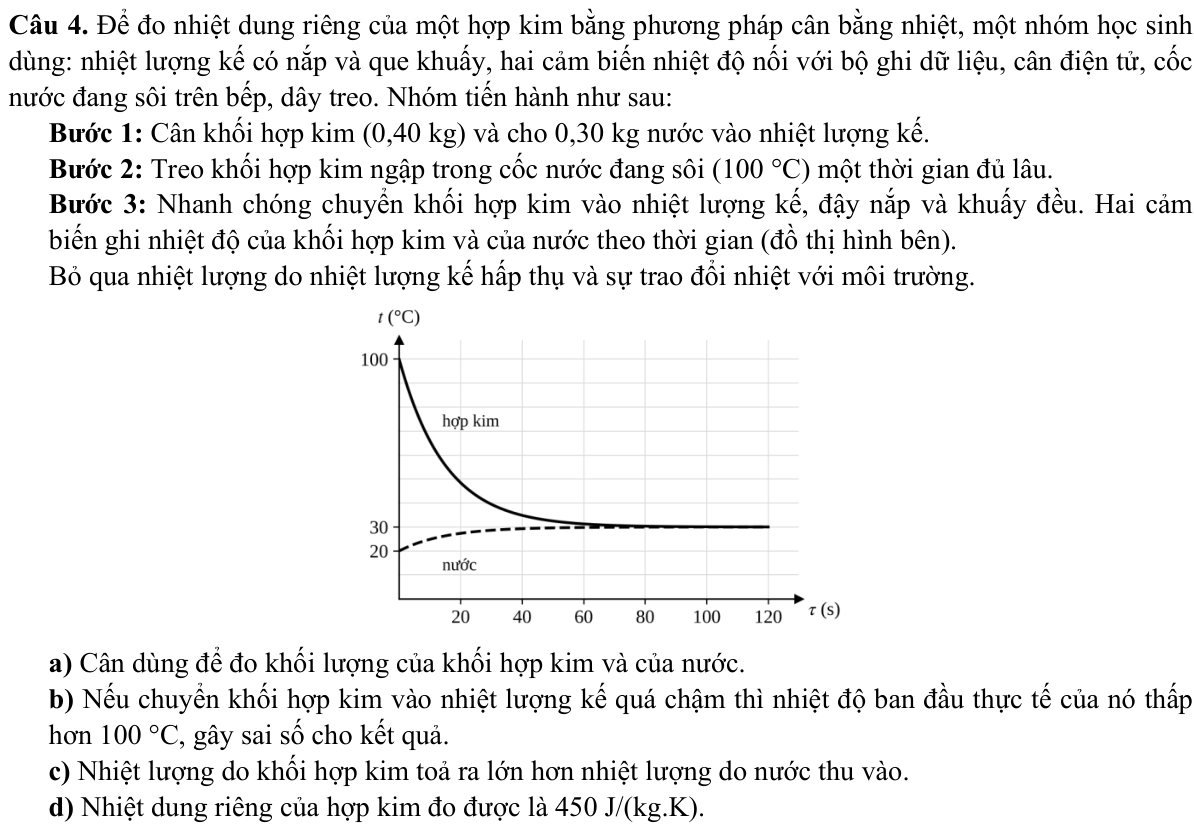 Câu 4. Để đo nhiệt dung riêng của một hợp kim bằng phương pháp cân bằng nhiệt, một nhóm học sinh
dùng: nhiệt lượng kế có nắp và que khuấy, hai cảm biến nhiệt độ nối với bộ ghi dữ liệu, cân điện tử, cốc
nước đang sôi trên bếp, dây treo. Nhóm tiến hành như sau:
Bước 1: Cân khối hợp kim (0,40 kg) và cho 0,30 kg nước vào nhiệt lượng kế.
Bước 2: Treo khối hợp kim ngập trong cốc nước đang sôi (100 °C) một thời gian đủ lâu.
Bước 3: Nhanh chóng chuyển khối hợp kim vào nhiệt lượng kế, đậy nắp và khuấy đều. Hai cảm
biến ghi nhiệt độ của khối hợp kim và của nước theo thời gian (đồ thị hình bên).
Bỏ qua nhiệt lượng do nhiệt lượng kế hấp thụ và sự trao đổi nhiệt với môi trường.
t (°C)
100
hợp kim
30
20
nước
20 40 60 80 100 120 τ (s)
a) Cân dùng để đo khối lượng của khối hợp kim và của nước.
b) Nếu chuyển khối hợp kim vào nhiệt lượng kế quá chậm thì nhiệt độ ban đầu thực tế của nó thấp
hơn 100 °C, gây sai số cho kết quả.
c) Nhiệt lượng do khối hợp kim toả ra lớn hơn nhiệt lượng do nước thu vào.
d) Nhiệt dung riêng của hợp kim đo được là 450 J/(kg.K).